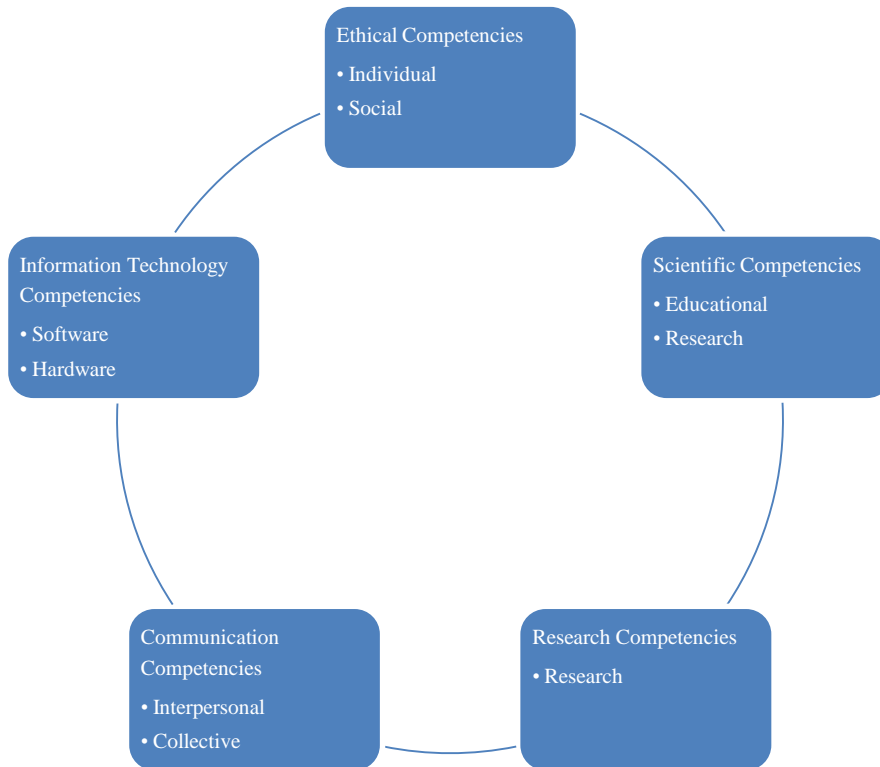 Ethical Competencies
• Individual
• Social
Scientific Competencies
• Educational
• Research
Research Competencies
• Research
Communication
Competencies
• Interpersonal
• Collective
Information Technology
Competencies
• Software
• Hardware